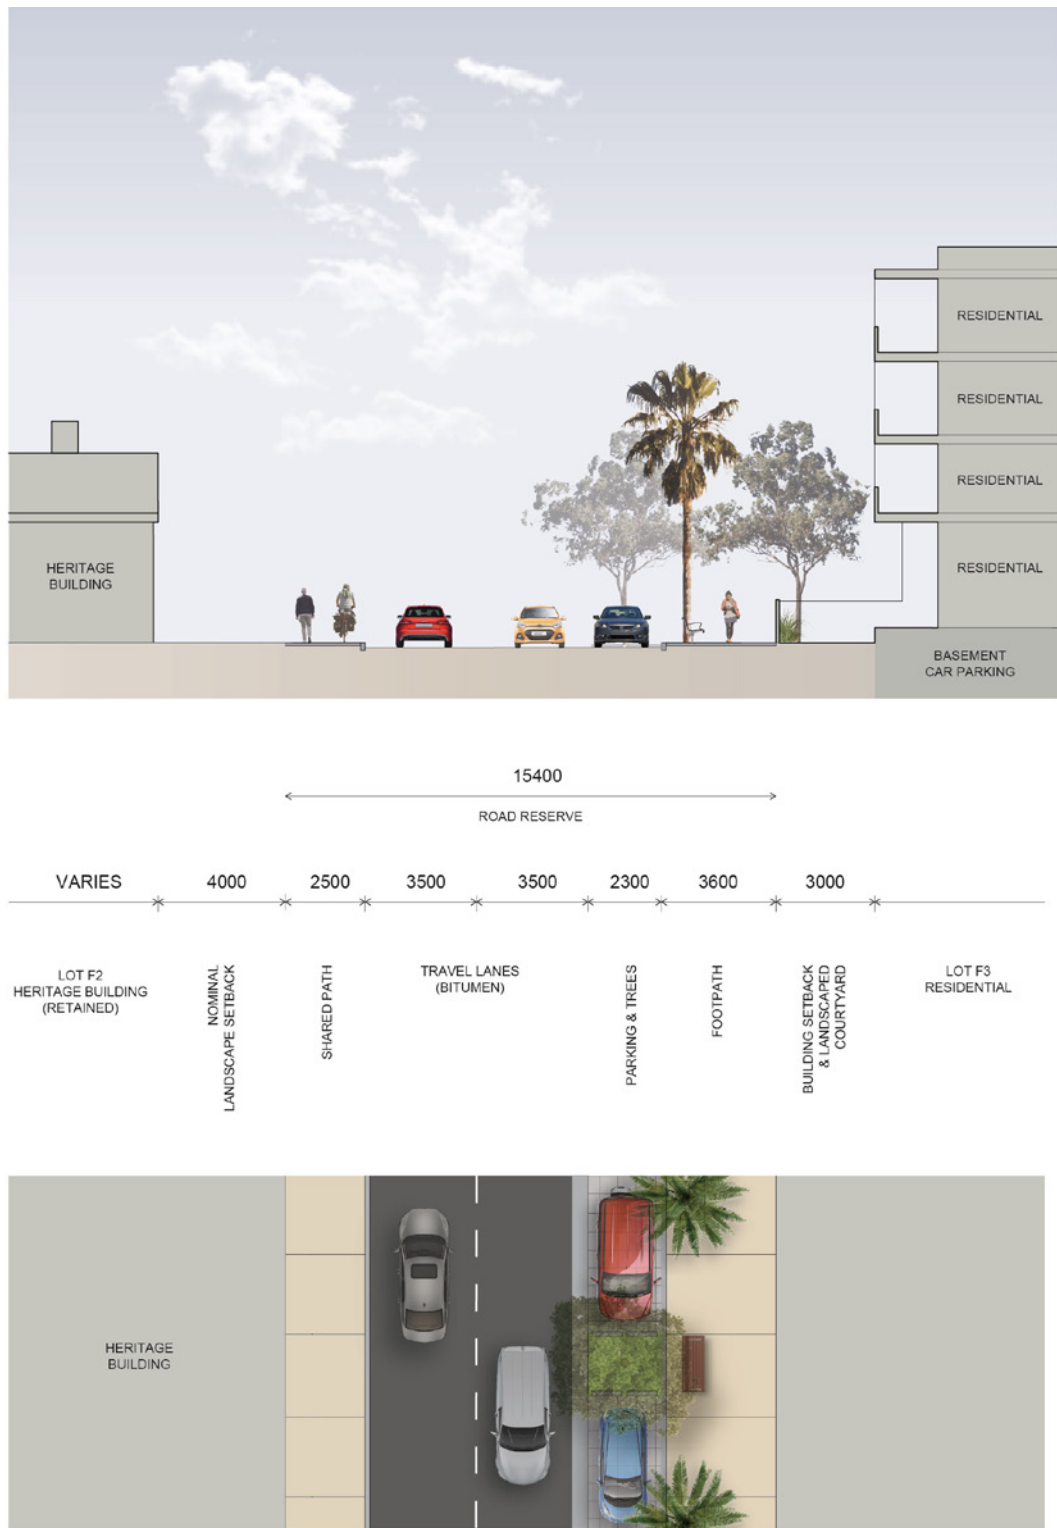 RESIDENTIAL
RESIDENTIAL
RESIDENTIAL
HERITAGE
BUILDING
RESIDENTIAL
BASEMENT
CAR PARKING
15400
ROAD RESERVE
VARIES
4000
2500
3500
3500
2300
3600
3000
LOT F2
HERITAGE BUILDING
(RETAINED)
NOMINAL
LANDSCAPE SETBACK
SHARED PATH
TRAVEL LANES
(BITUMEN)
PARKING & TREES
FOOTPATH
BUILDING SETBACK
& LANDSCAPED
COURTYARD
LOT F3
RESIDENTIAL
HERITAGE
BUILDING